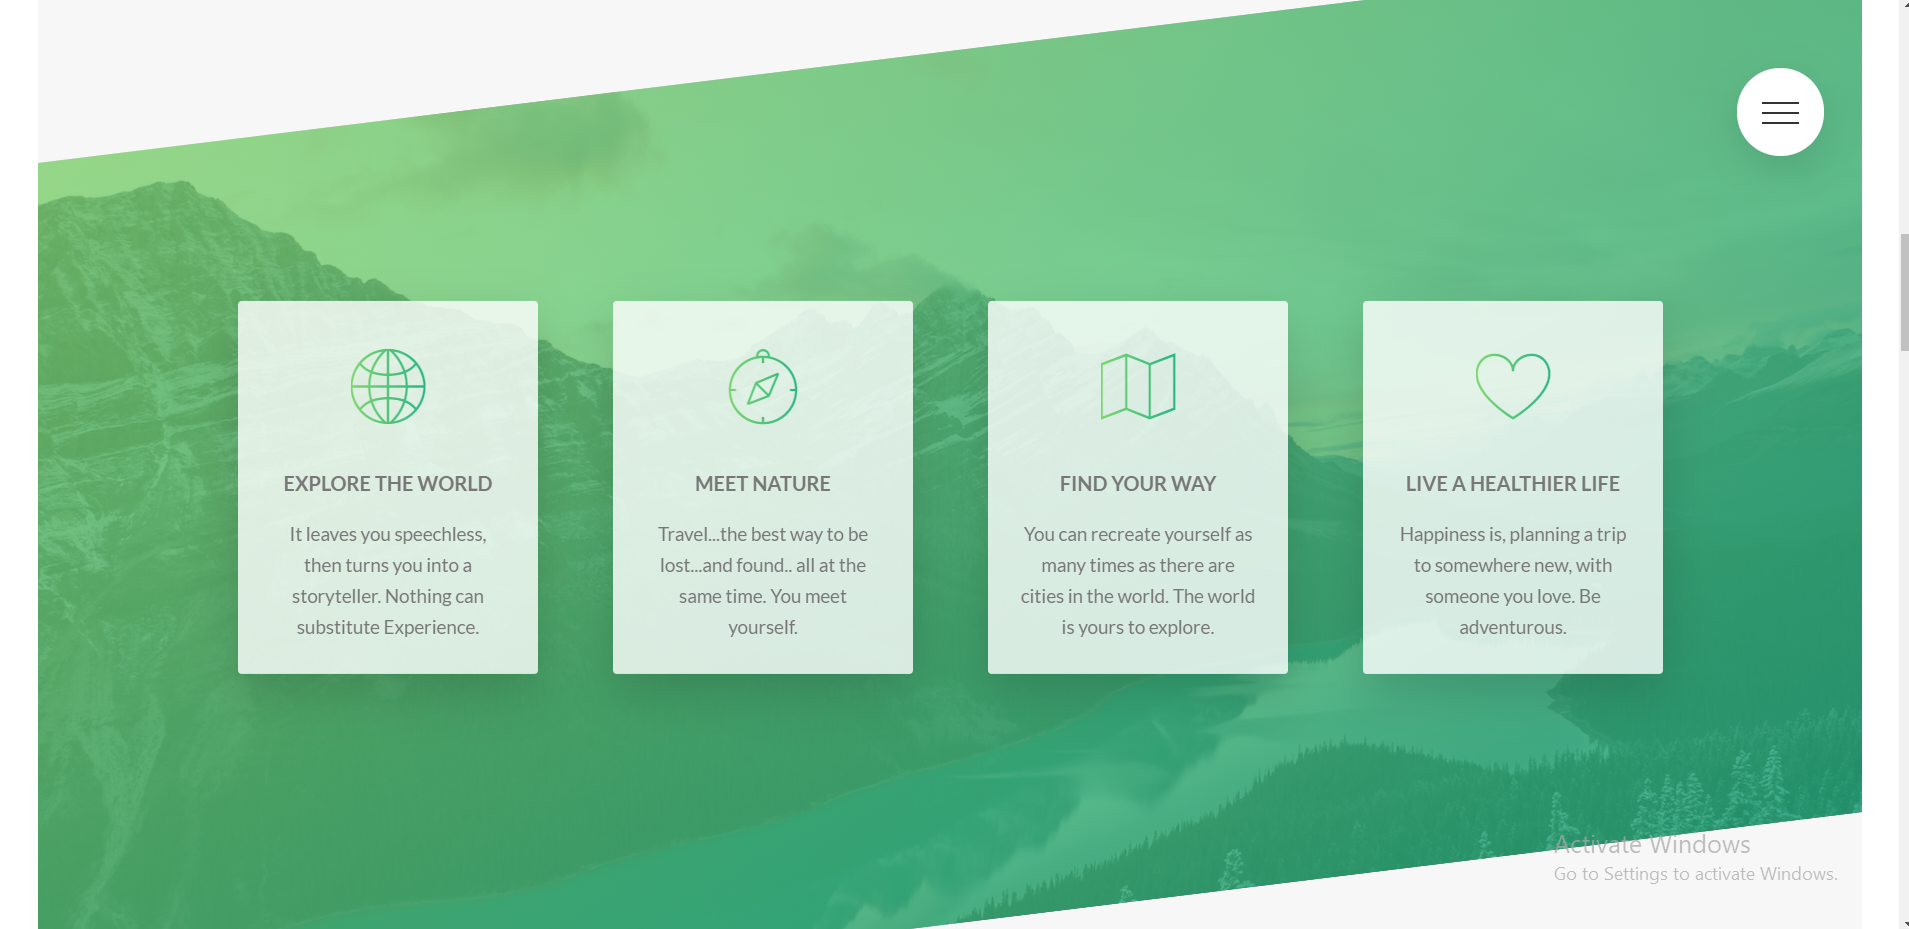 EXPLORE THE WORLD
It leaves you speechless,
then turns you into a
storyteller. Nothing can
substitute Experience.
MEET NATURE
Travel...the best way to be
lost...and found.. all at the
same time. You meet
yourself.
FIND YOUR WAY
You can recreate yourself as
many times as there are
cities in the world. The world
is yours to explore.
LIVE A HEALTHIER LIFE
Happiness is, planning a trip
to somewhere new, with
someone you love. Be
adventurous.
Activate Windows
Go to Settings to activate Windows.